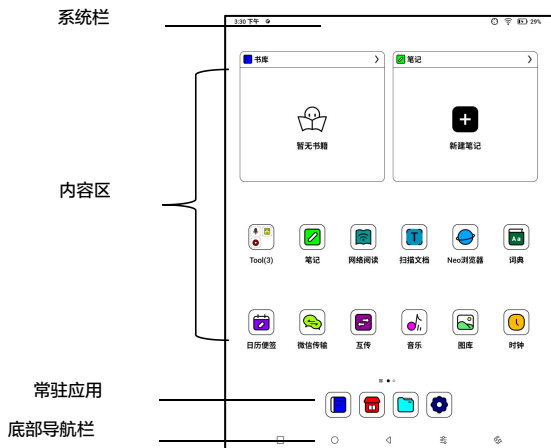 系统栏
3:30 下午
29%
书库
笔记
暂无书籍
新建笔记
内容区
Tool(3)
笔记
网络阅读
扫描文档
Neo浏览器
词典
日历便签
微信传输
互传
音乐
图库
时钟
常驻应用
底部导航栏